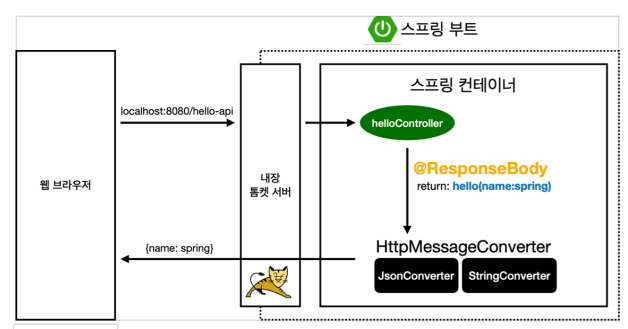 스프링 부트
스프링 컨테이너
localhost:8080/hello-api
helloController
@ResponseBody
return: hello(name:spring)
웹 브라우저
내장
톰켓 서버
{name: spring}
HttpMessageConverter
JsonConverter
StringConverter